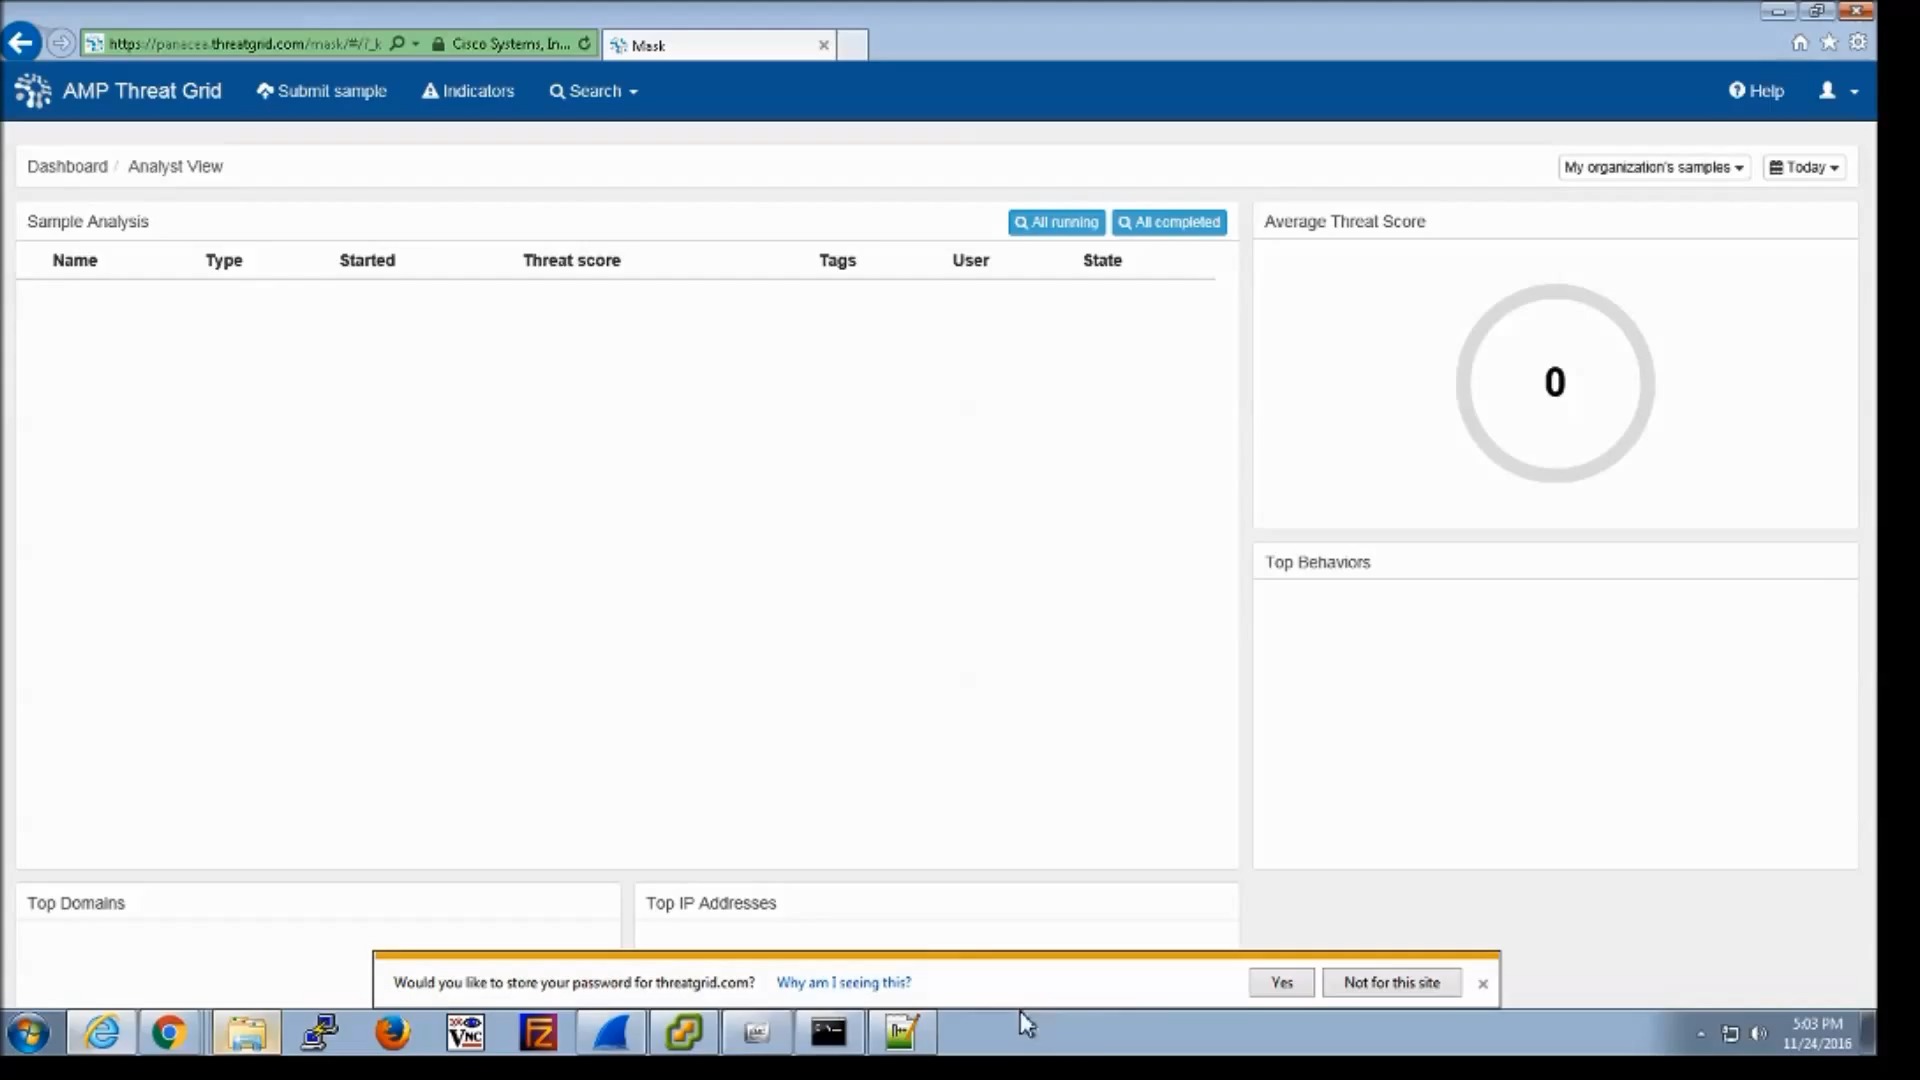 https://panacea.threatgrid.com/mask/#/?_k
Cisco Systems, In...
Mask
AMP Threat Grid
Submit sample
Indicators
Search
Help
Dashboard / Analyst View
My organization's samples
Today
Sample Analysis
All running
All completed
Average Threat Score
Name Type Started Threat score Tags User State
0
Top Behaviors
Top Domains
Top IP Addresses
Would you like to store your password for threatgrid.com? Why am I seeing this?
Yes
Not for this site
5:03 PM
11/24/2016